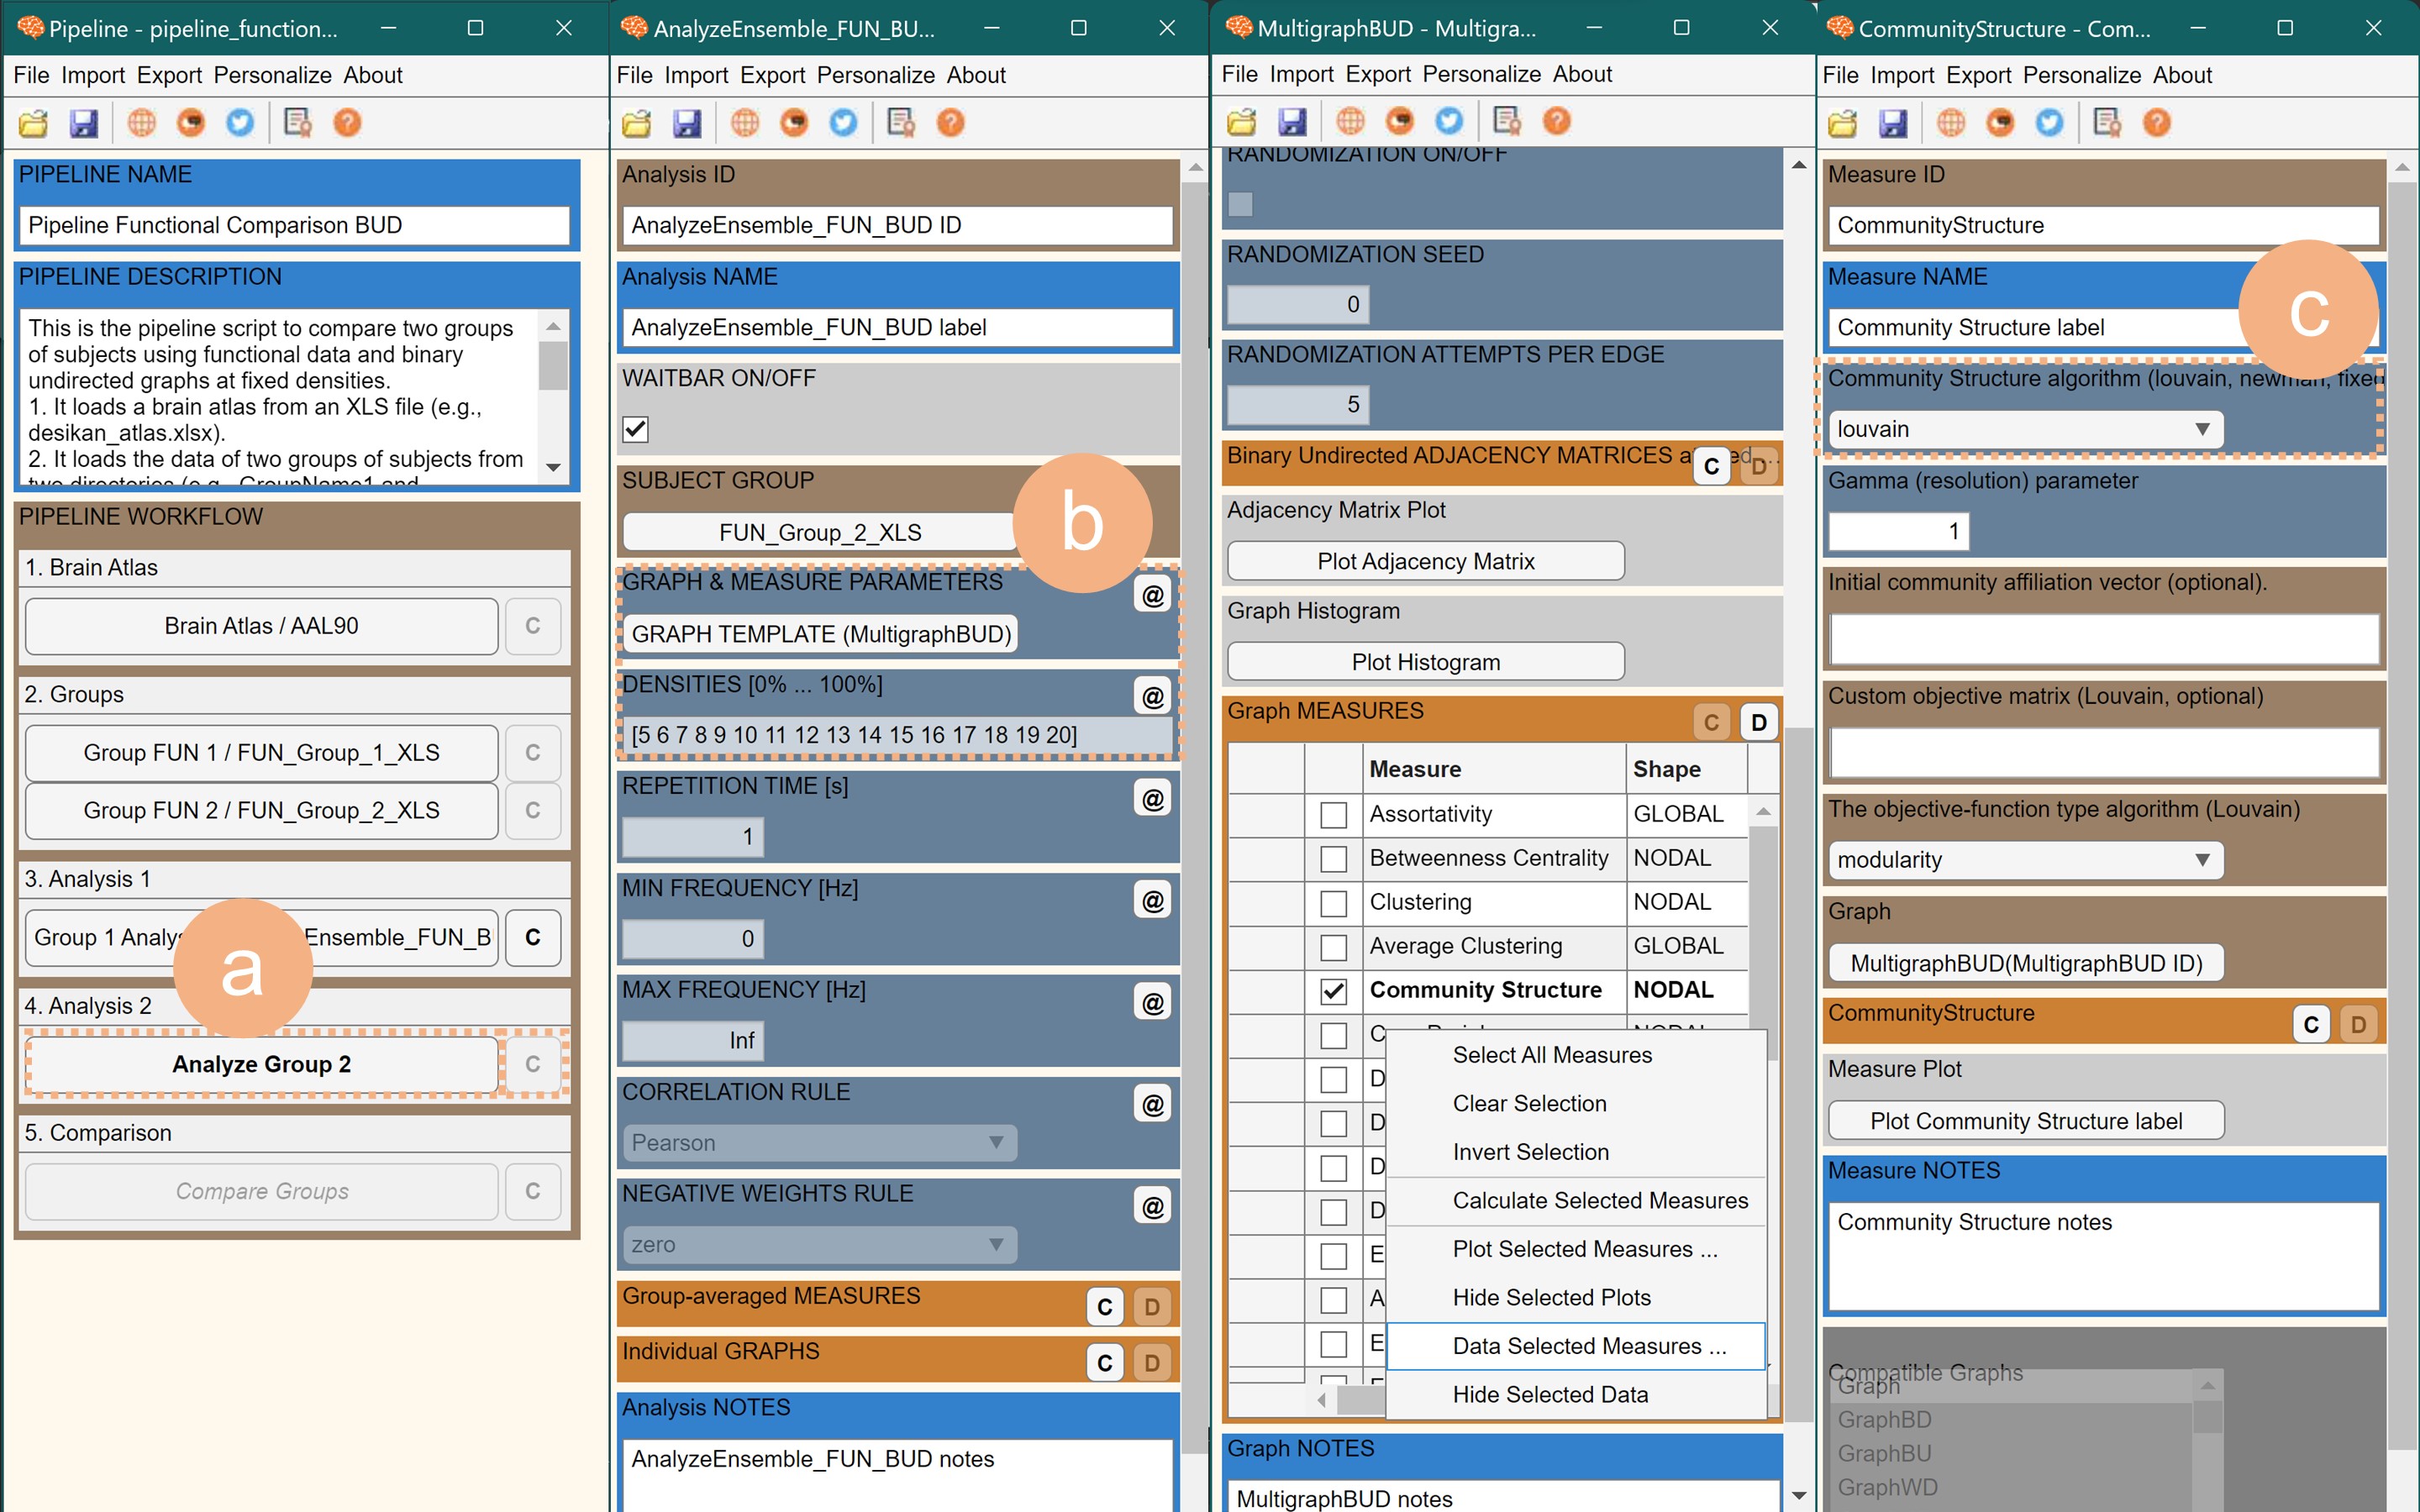 Pipeline - pipeline_function...
File Import Export Personalize About
PIPELINE NAME
Pipeline Functional Comparison BUD
PIPELINE DESCRIPTION
This is the pipeline script to compare two groups
of subjects using functional data and binary
undirected graphs at fixed densities.
1. It loads a brain atlas from an XLS file (e.g.,
desikan_atlas.xlsx).
2. It loads the data of two groups of subjects from
two directories (e.g., GroupName1 and
PIPELINE WORKFLOW
1. Brain Atlas
Brain Atlas / AAL90 C
2. Groups
Group FUN 1 / FUN_Group_1_XLS C
Group FUN 2 / FUN_Group_2_XLS C
3. Analysis 1
Group 1 Analys Ensemble_FUN_B C
a
4. Analysis 2
Analyze Group 2 C
5. Comparison
Compare Groups C
AnalyzeEnsemble_FUN_BU...
File Import Export Personalize About
Analysis ID
AnalyzeEnsemble_FUN_BUD ID
Analysis NAME
AnalyzeEnsemble_FUN_BUD label
WAITBAR ON/OFF
SUBJECT GROUP
FUN_Group_2_XLS
b
GRAPH & MEASURE PARAMETERS @
GRAPH TEMPLATE (MultigraphBUD)
DENSITIES [0% ... 100%] @
[5 6 7 8 9 10 11 12 13 14 15 16 17 18 19 20]
REPETITION TIME [s] @
1
MIN FREQUENCY [Hz] @
0
MAX FREQUENCY [Hz] @
Inf
CORRELATION RULE @
Pearson
NEGATIVE WEIGHTS RULE @
zero
Group-averaged MEASURES C D
Individual GRAPHS C D
Analysis NOTES
AnalyzeEnsemble_FUN_BUD notes
MultigraphBUD - Multigra...
File Import Export Personalize About
RANDOMIZATION ON/OFF
RANDOMIZATION SEED
0
RANDOMIZATION ATTEMPTS PER EDGE
5
Binary Undirected ADJACENCY MATRICES a ed ... C D
Adjacency Matrix Plot
Plot Adjacency Matrix
Graph Histogram
Plot Histogram
Graph MEASURES C D
Measure Shape
Assortativity GLOBAL
Betweenness Centrality NODAL
Clustering NODAL
Average Clustering GLOBAL
Community Structure NODAL
C
D
D
D
D
E
A
E
Select All Measures
Clear Selection
Invert Selection
Calculate Selected Measures
Plot Selected Measures ...
Hide Selected Plots
Data Selected Measures ...
Hide Selected Data
Graph NOTES
MultigraphBUD notes
CommunityStructure - Com...
File Import Export Personalize About
Measure ID
CommunityStructure
Measure NAME
Community Structure label
c
Community Structure algorithm (louvain, newman, fixed
louvain
Gamma (resolution) parameter
1
Initial community affiliation vector (optional).
Custom objective matrix (Louvain, optional)
The objective-function type algorithm (Louvain)
modularity
Graph
MultigraphBUD(MultigraphBUD ID)
CommunityStructure C D
Measure Plot
Plot Community Structure label
Measure NOTES
Community Structure notes
Compatible Graphs
Graph
GraphBD
GraphBU
GraphWD